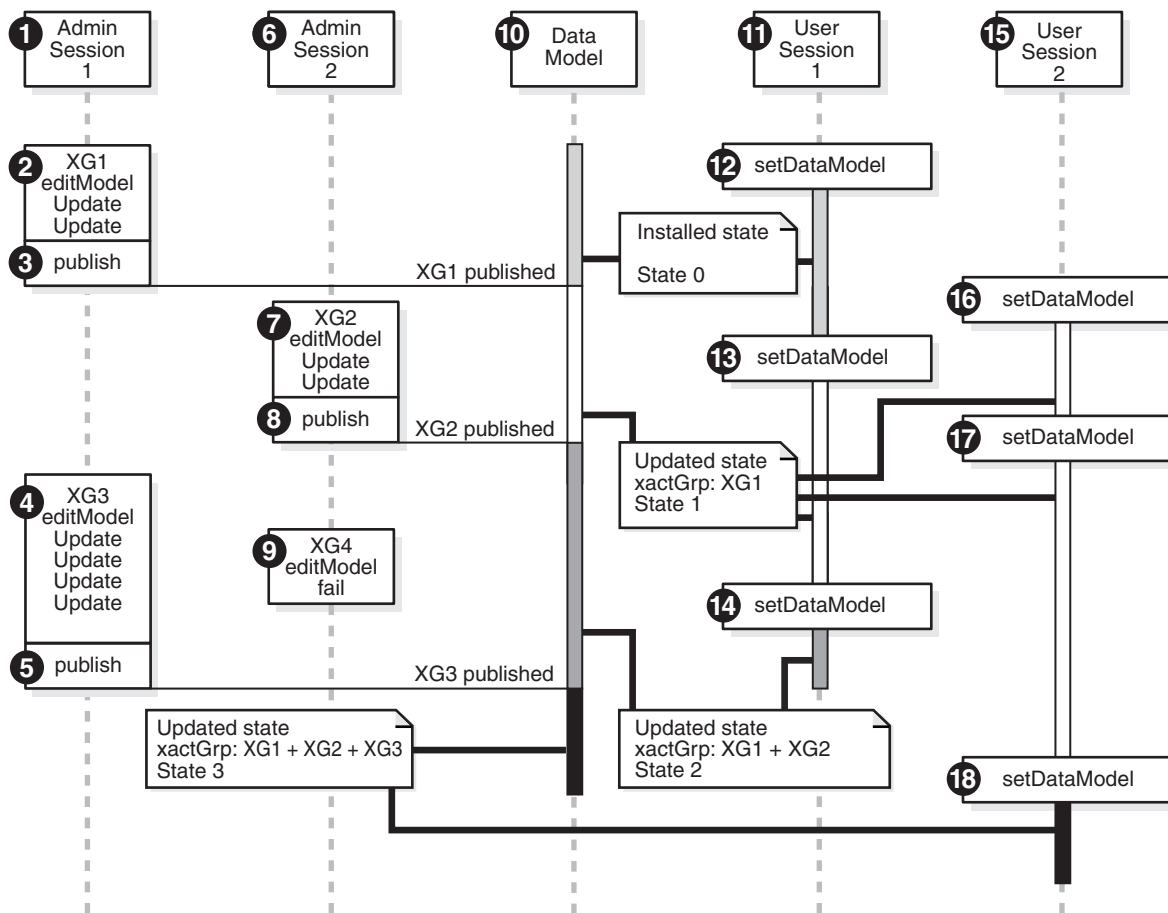 1
Admin
Session
1
6
Admin
Session
2
10
Data
Model
11
User
Session
1
15
User
Session
2
2
XG1
editModel
Update
Update
3
publish
XG1 published
12
setDataModel
Installed state
State 0
16
setDataModel
7
XG2
editModel
Update
Update
8
publish
XG2 published
13
setDataModel
17
setDataModel
Updated state
xactGrp: XG1
State 1
4
XG3
editModel
Update
Update
Update
Update
5
publish
XG3 published
9
XG4
editModel
fail
14
setDataModel
Updated state
xactGrp: XG1 + XG2 + XG3
State 3
Updated state
xactGrp: XG1 + XG2
State 2
18
setDataModel